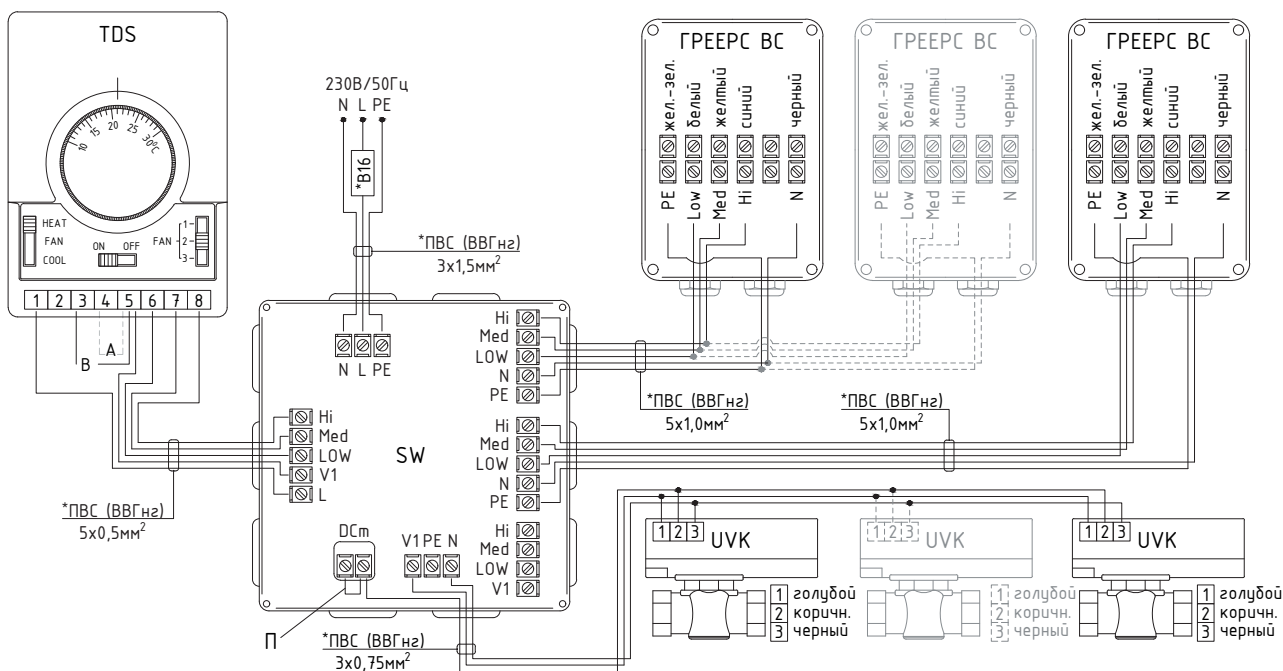 TDS
10 15 20 25 30°C
HEAT
FAN
COOL
ON OFF
FAN
1
2
3
1 2 3 4 5 6 7 8
A
B
*ПВС (ВВГнг)
5х0,5мм²
230В/50Гц
N L PE
*В16
*ПВС (ВВГнг)
3х1,5мм²
N L PE
Hi
Med
LOW
V1
L
SW
DCm
П
V1 PE N
*ПВС (ВВГнг)
3х0,75мм²
Hi
Med
LOW
N
PE
Hi
Med
LOW
N
PE
Hi
Med
LOW
V1
*ПВС (ВВГнг)
5х1,0мм²
*ПВС (ВВГнг)
5х1,0мм²
ГРЕЕРС ВС
жел.-зел.
белый
желтый
синий
черный
PE
Low
Med
Hi
N
ГРЕЕРС ВС
жел.-зел.
белый
желтый
синий
черный
PE
Low
Med
Hi
N
ГРЕЕРС ВС
жел.-зел.
белый
желтый
синий
черный
PE
Low
Med
Hi
N
1 2 3
UVK
1 голубой
2 коричн.
3 черный
1 2 3
UVK
1 голубой
2 коричн.
3 черный
1 2 3
UVK
1 голубой
2 коричн.
3 черный